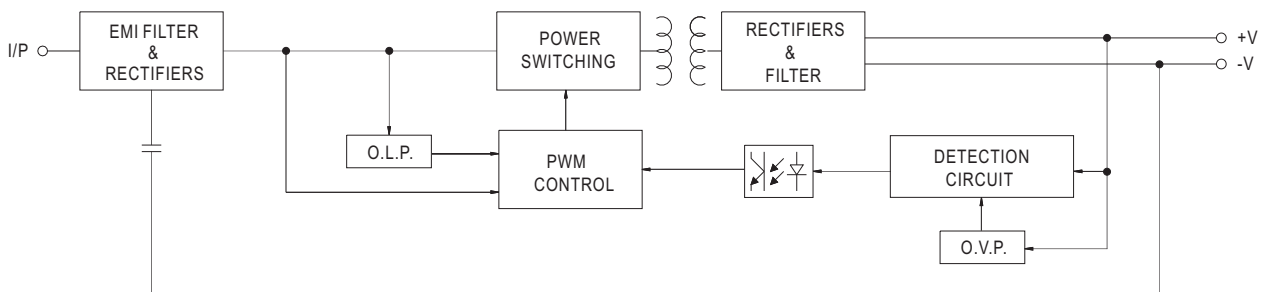 I/P
EMI FILTER
&
RECTIFIERS
POWER
SWITCHING
RECTIFIERS
&
FILTER
+V
-V
O.L.P.
PWM
CONTROL
DETECTION
CIRCUIT
O.V.P.